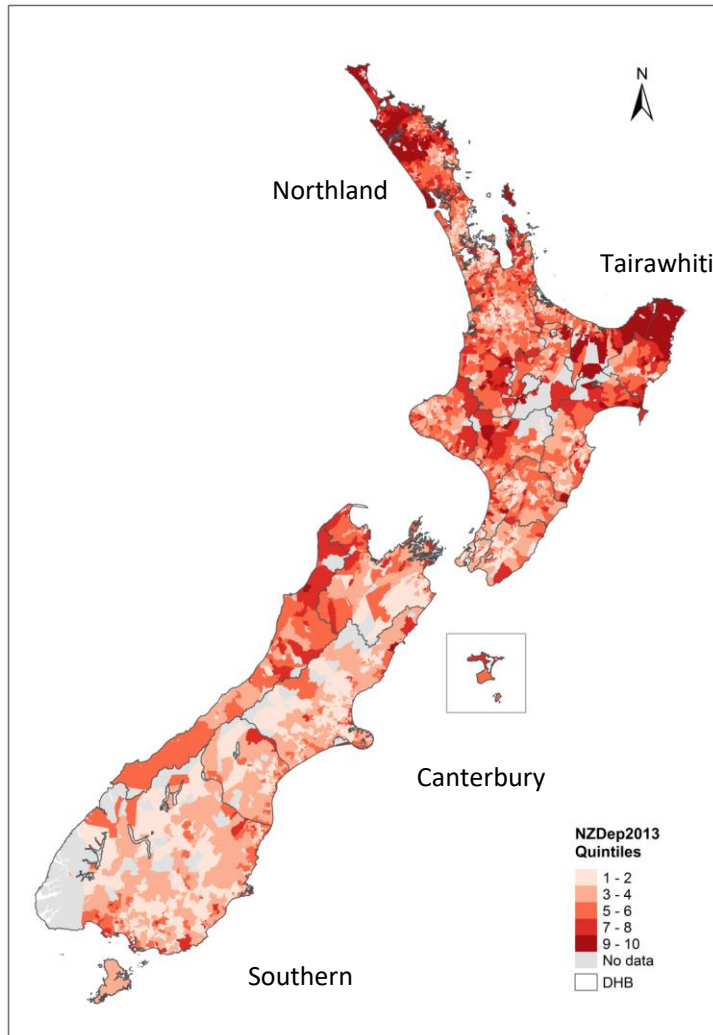 N
Northland
Tairawhiti
Canterbury
NZDep2013
Quintiles
1 - 2
3 - 4
5 - 6
7 - 8
9 - 10
No data
DHB
Southern